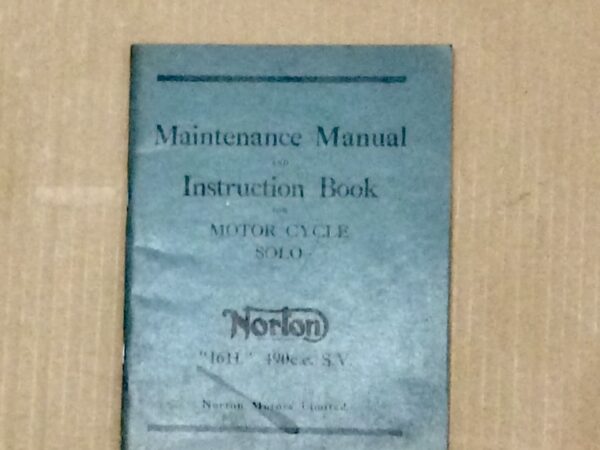 Maintenance Manual
AND
Instruction Book
FOR
MOTOR CYCLE
SOLO
Norton
"16H." 490c.c. S.V.
Norton Motors Limited.